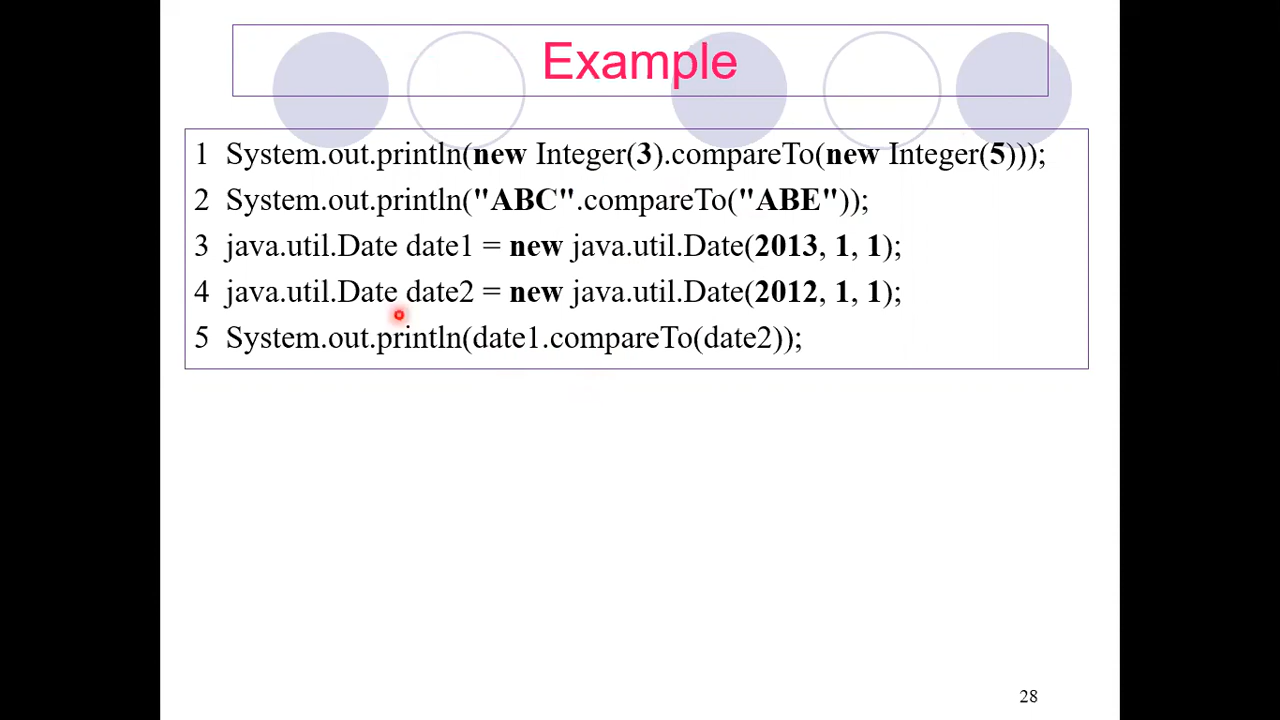 Example
1 System.out.println(new Integer(3).compareTo(new Integer(5)));
2 System.out.println("ABC".compareTo("ABE"));
3 java.util.Date date1 = new java.util.Date(2013, 1, 1);
4 java.util.Date date2 = new java.util.Date(2012, 1, 1);
5 System.out.println(date1.compareTo(date2));
28